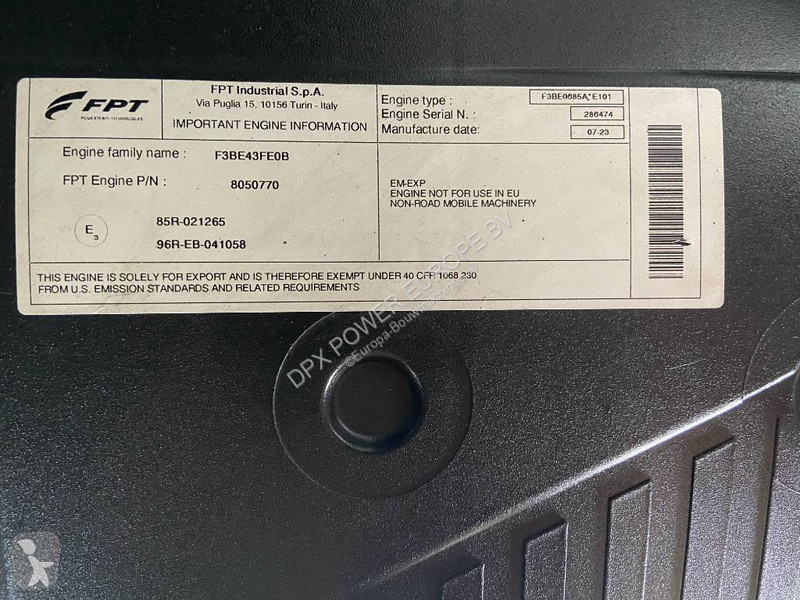 FPT
POWERTRAIN TECHNOLOGIES
FPT Industrial S.p.A.
Via Puglia 15, 10156 Turin - Italy
IMPORTANT ENGINE INFORMATION
Engine type : F3BE0685A*E101
Engine Serial N. : 286474
Manufacture date: 07-23
Engine family name : F3BE43FE0B
FPT Engine P/N : 8050770
E3
85R-021265
96R-EB-041058
EM-EXP
ENGINE NOT FOR USE IN EU
NON-ROAD MOBILE MACHINERY
THIS ENGINE IS SOLELY FOR EXPORT AND IS THEREFORE EXEMPT UNDER 40 CFR 1068.230
FROM U.S. EMISSION STANDARDS AND RELATED REQUIREMENTS
DPX POWER EUROPE BV
©Europa-Bouw